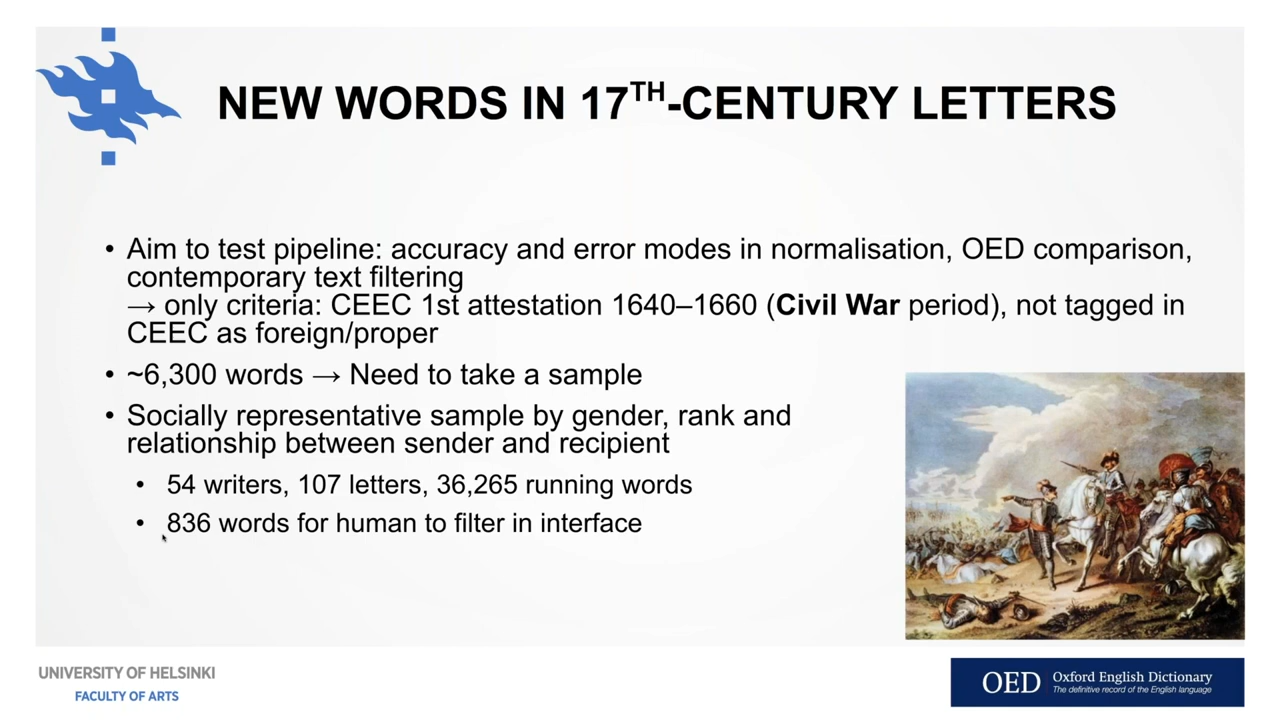 NEW WORDS IN 17TH-CENTURY LETTERS
• Aim to test pipeline: accuracy and error modes in normalisation, OED comparison,
contemporary text filtering
→ only criteria: CEEC 1st attestation 1640–1660 (Civil War period), not tagged in
CEEC as foreign/proper
• ~6,300 words → Need to take a sample
• Socially representative sample by gender, rank and
relationship between sender and recipient
• 54 writers, 107 letters, 36,265 running words
• 836 words for human to filter in interface
UNIVERSITY OF HELSINKI
FACULTY OF ARTS
OED Oxford English Dictionary
The definitive record of the English language